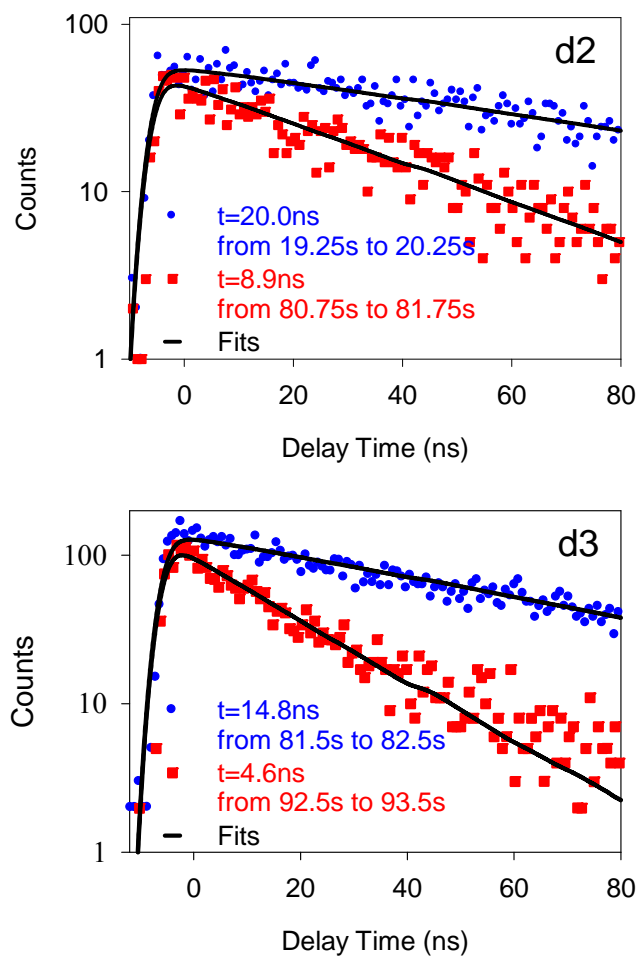 100
d2
Counts
10
t=20.0ns
from 19.25s to 20.25s
t=8.9ns
from 80.75s to 81.75s
Fits
1
0 20 40 60 80
Delay Time (ns)
d3
100
Counts
10
t=14.8ns
from 81.5s to 82.5s
t=4.6ns
from 92.5s to 93.5s
Fits
1
0 20 40 60 80
Delay Time (ns)